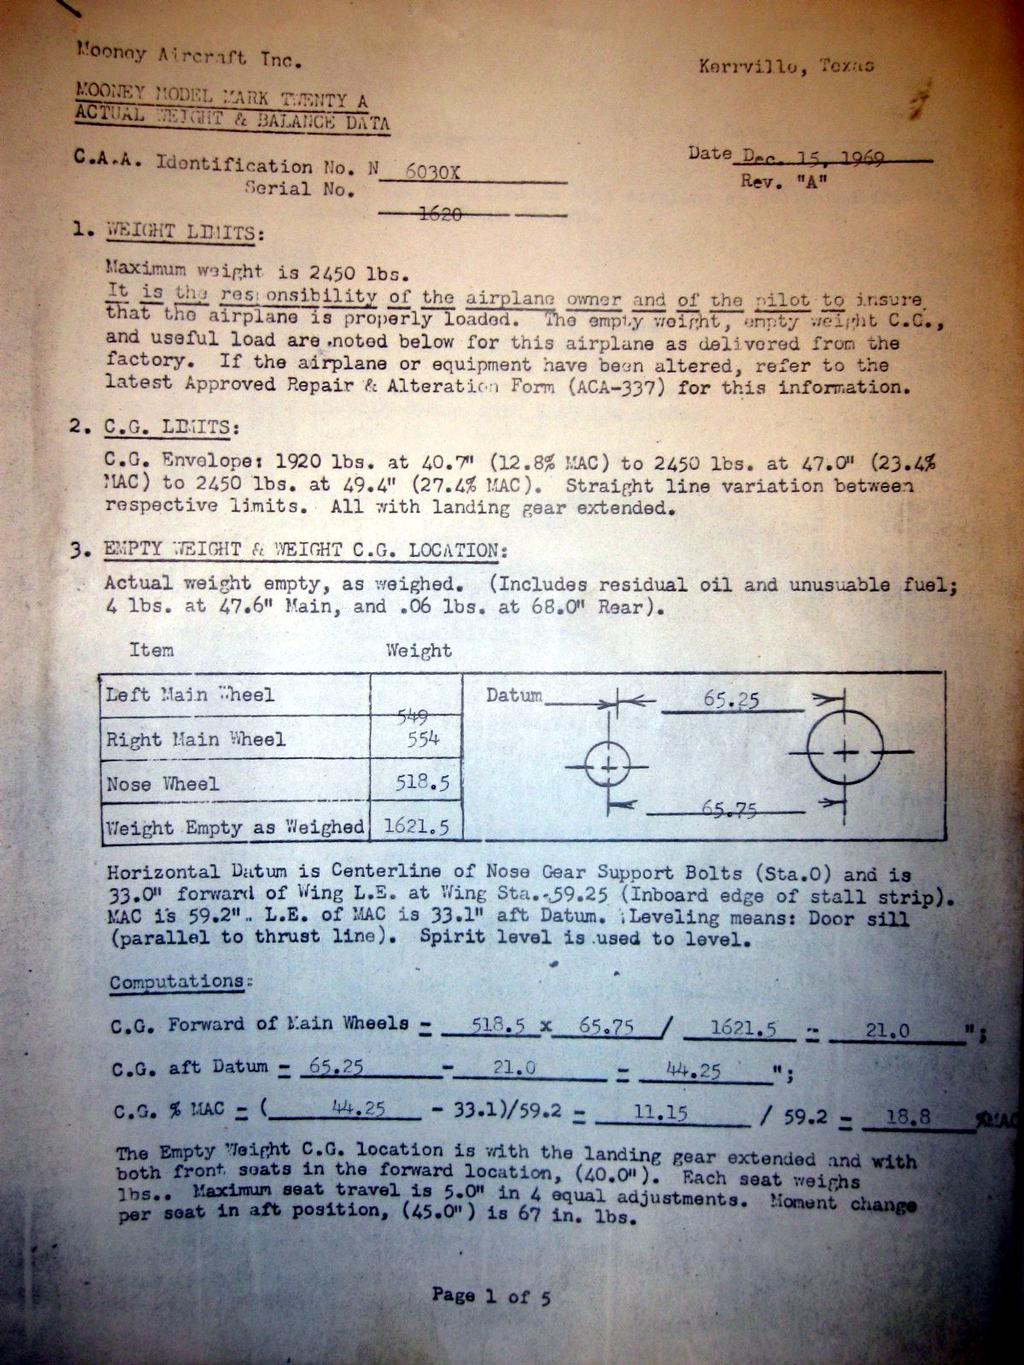 Mooney Aircraft Inc.
Kerrville, Texas
MOONEY MODEL MARK TWENTY A
ACTUAL WEIGHT & BALANCE DATA
C.A.A. Identification No. N 6030X
Date Dec. 15, 1969
Serial No. 1620
Rev. "A"
1. WEIGHT LIMITS:
Maximum weight is 2450 lbs.
It is the responsibility of the airplane owner and of the pilot to insure
that the airplane is properly loaded. The empty weight, empty weight C.G.,
and useful load are noted below for this airplane as delivered from the
factory. If the airplane or equipment have been altered, refer to the
latest Approved Repair & Alteration Form (ACA-337) for this information.
2. C.G. LIMITS:
C.G. Envelope: 1920 lbs. at 40.7" (12.8% MAC) to 2450 lbs. at 47.0" (23.4%
MAC) to 2450 lbs. at 49.4" (27.4% MAC). Straight line variation between
respective limits. All with landing gear extended.
3. EMPTY WEIGHT & WEIGHT C.G. LOCATION:
Actual weight empty, as weighed. (Includes residual oil and unusuable fuel;
4 lbs. at 47.6" Main, and .06 lbs. at 68.0" Rear).
Item Weight
Left Main Wheel 549
Datum 65.25
Right Main Wheel 554
Nose Wheel 518.5
65.75
Weight Empty as Weighed 1621.5
Horizontal Datum is Centerline of Nose Gear Support Bolts (Sta.0) and is
33.0" forward of Wing L.E. at Wing Sta. 59.25 (Inboard edge of stall strip).
MAC is 59.2". L.E. of MAC is 33.1" aft Datum. Leveling means: Door sill
(parallel to thrust line). Spirit level is used to level.
Computations:
C.G. Forward of Main Wheels = 518.5 x 65.75 / 1621.5 = 21.0 ";
C.G. aft Datum = 65.25 - 21.0 = 44.25 ";
C.G. % MAC = ( 44.25 - 33.1)/59.2 = 11.15 / 59.2 = 18.8 %MAC
The Empty Weight C.G. location is with the landing gear extended and with
both front seats in the forward location, (40.0"). Each seat weighs
lbs.. Maximum seat travel is 5.0" in 4 equal adjustments. Moment change
per seat in aft position, (45.0") is 67 in. lbs.
Page 1 of 5